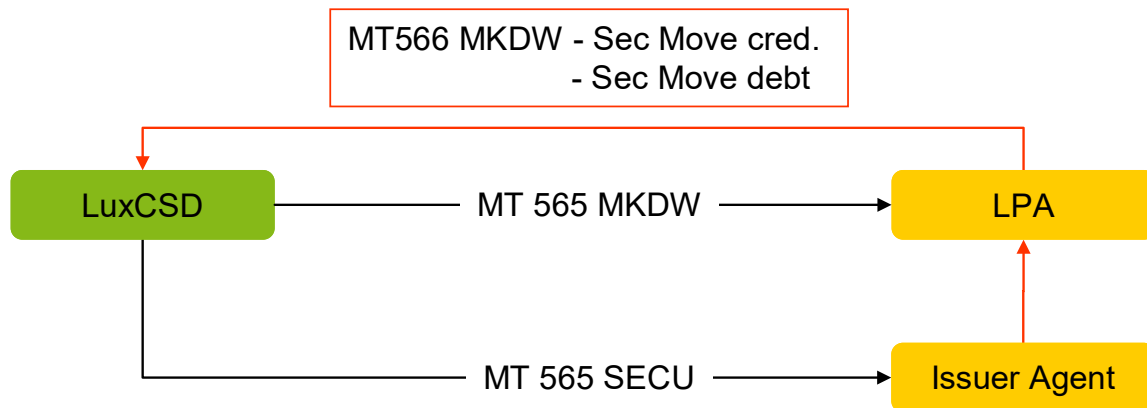 MT566 MKDW - Sec Move cred.
- Sec Move debt
LuxCSD
MT 565 MKDW
LPA
MT 565 SECU
Issuer Agent